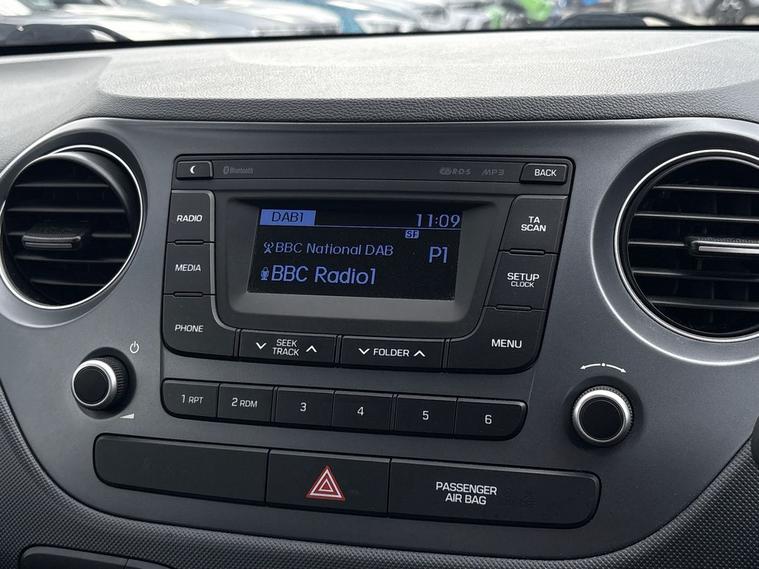 Bluetooth
R·D·S
MP3
BACK
RADIO
DAB1
11:09
TA
SCAN
SF
BBC National DAB
P1
MEDIA
BBC Radio1
SETUP
CLOCK
PHONE
SEEK
TRACK
FOLDER
MENU
1 RPT
2 RDM
3
4
5
6
PASSENGER
AIR BAG